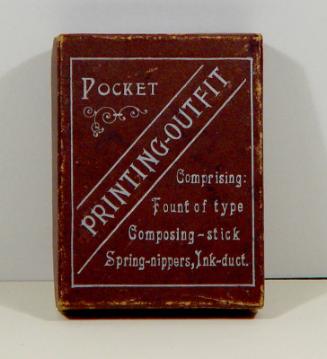 POCKET
PRINTING-OUTFIT
Comprising:
Fount of type
Composing-stick
Spring-nippers, Ink-duct.